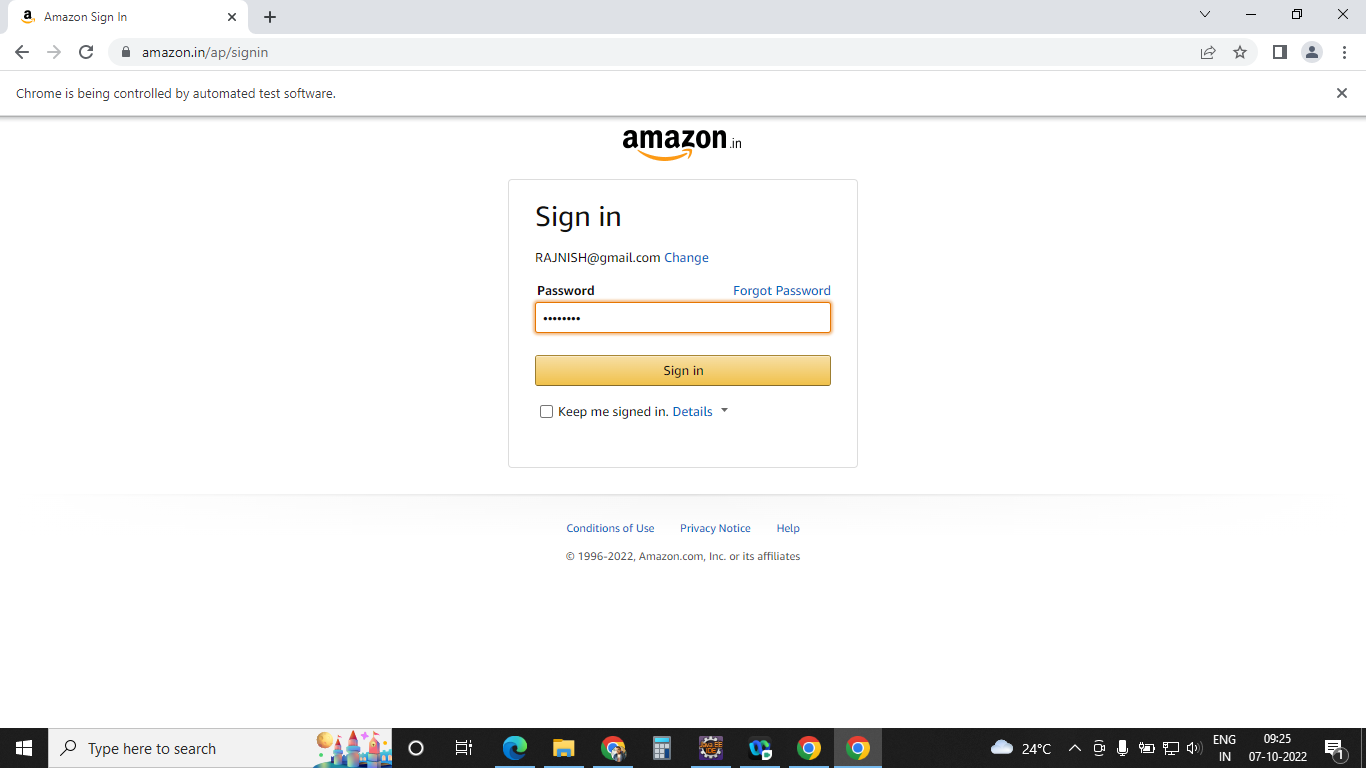 Amazon Sign In
amazon.in/ap/signin
Chrome is being controlled by automated test software.
amazon.in
Sign in
RAJNISH@gmail.com Change
Password Forgot Password
••••••••
Sign in
Keep me signed in. Details
Conditions of Use Privacy Notice Help
© 1996-2022, Amazon.com, Inc. or its affiliates
Type here to search
24°C
ENG
IN
09:25
07-10-2022
1